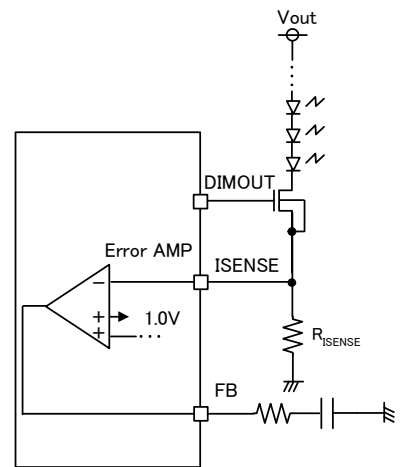 Vout
DIMOUT
Error AMP
ISENSE
1.0V
R_ISENSE
FB